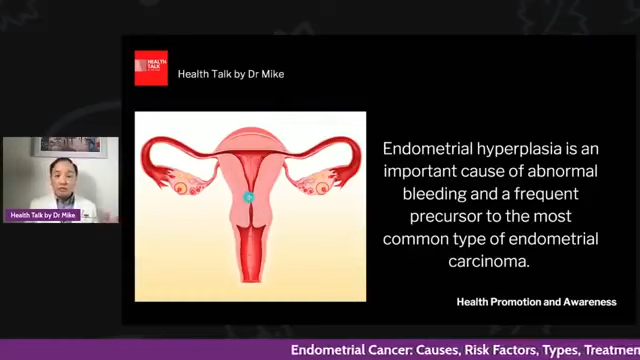 HEALTH
TALK
Health Talk by Dr Mike
Endometrial hyperplasia is an
important cause of abnormal
bleeding and a frequent
precursor to the most
common type of endometrial
carcinoma.
Health Talk by Dr Mike
Health Promotion and Awareness
Endometrial Cancer: Causes, Risk Factors, Types, Treatmen